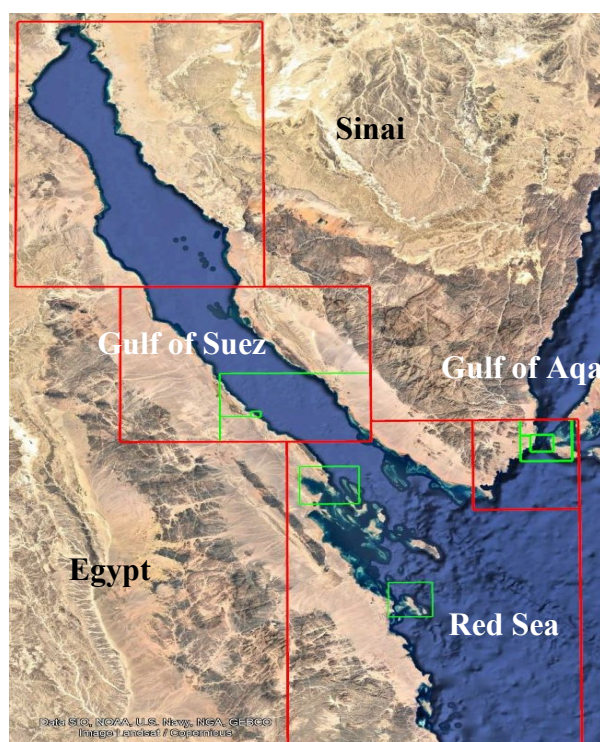 Sinai
Gulf of Suez
Gulf of Aqa
Egypt
Red Sea
Data SIO, NOAA, U.S. Navy, NGA, GEBCO
Image Landsat / Copernicus